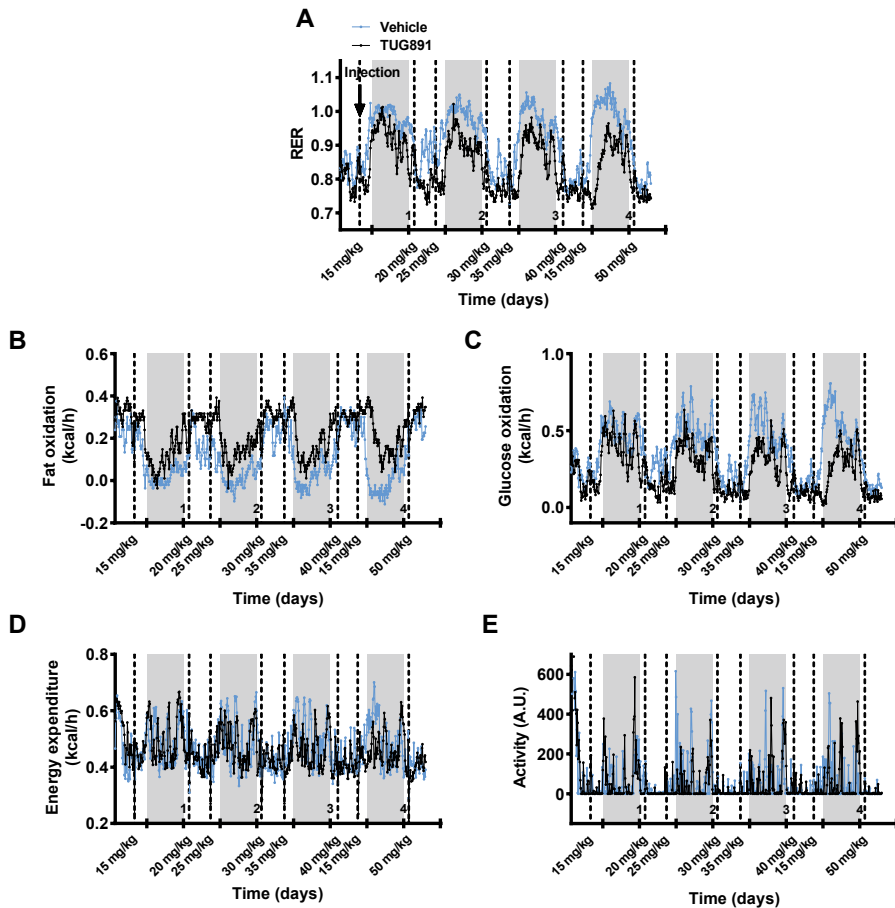 A
Vehicle
TUG891
Injection
RER
1.1
1.0
0.9
0.8
0.7
1
2
3
4
15 mg/kg
20 mg/kg
25 mg/kg
30 mg/kg
35 mg/kg
40 mg/kg
15 mg/kg
50 mg/kg
Time (days)
B
Fat oxidation
(kcal/h)
0.6
0.4
0.2
0.0
-0.2
1
2
3
4
15 mg/kg
20 mg/kg
25 mg/kg
30 mg/kg
35 mg/kg
40 mg/kg
15 mg/kg
50 mg/kg
Time (days)
C
Glucose oxidation
(kcal/h)
1.0
0.5
0.0
1
2
3
4
15 mg/kg
20 mg/kg
25 mg/kg
30 mg/kg
35 mg/kg
40 mg/kg
15 mg/kg
50 mg/kg
Time (days)
D
Energy expenditure
(kcal/h)
0.8
0.6
0.4
0.2
1
2
3
4
15 mg/kg
20 mg/kg
25 mg/kg
30 mg/kg
35 mg/kg
40 mg/kg
15 mg/kg
50 mg/kg
Time (days)
E
Activity (A.U.)
600
400
200
0
1
2
3
4
15 mg/kg
20 mg/kg
25 mg/kg
30 mg/kg
35 mg/kg
40 mg/kg
15 mg/kg
50 mg/kg
Time (days)